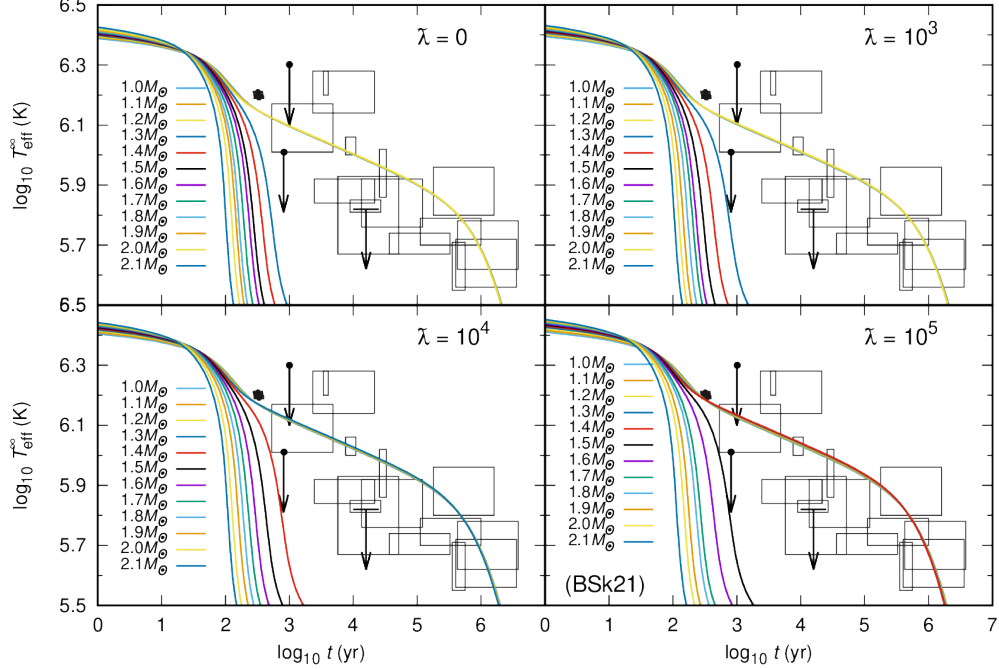 6.5
6.3
6.1
5.9
5.7
6.5
log₁₀ T∞eff (K)
λ̃ = 0
1.0M⊙
1.1M⊙
1.2M⊙
1.3M⊙
1.4M⊙
1.5M⊙
1.6M⊙
1.7M⊙
1.8M⊙
1.9M⊙
2.0M⊙
2.1M⊙
λ̃ = 10³
1.0M⊙
1.1M⊙
1.2M⊙
1.3M⊙
1.4M⊙
1.5M⊙
1.6M⊙
1.7M⊙
1.8M⊙
1.9M⊙
2.0M⊙
2.1M⊙
6.3
6.1
5.9
5.7
5.5
log₁₀ T∞eff (K)
λ̃ = 10⁴
1.0M⊙
1.1M⊙
1.2M⊙
1.3M⊙
1.4M⊙
1.5M⊙
1.6M⊙
1.7M⊙
1.8M⊙
1.9M⊙
2.0M⊙
2.1M⊙
λ̃ = 10⁵
1.0M⊙
1.1M⊙
1.2M⊙
1.3M⊙
1.4M⊙
1.5M⊙
1.6M⊙
1.7M⊙
1.8M⊙
1.9M⊙
2.0M⊙
2.1M⊙
(BSk21)
0 1 2 3 4 5 6 0 1 2 3 4 5 6 7
log₁₀ t (yr)
log₁₀ t (yr)